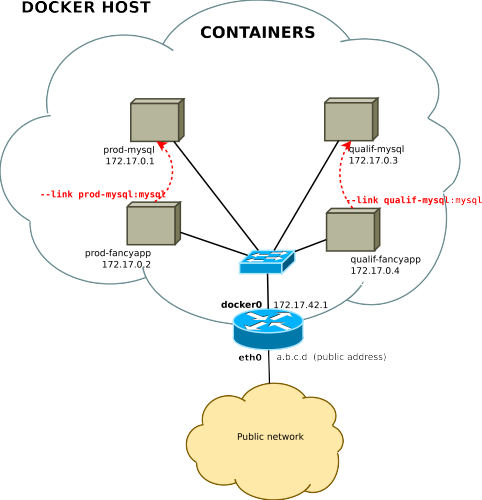 DOCKER HOST
CONTAINERS
prod-mysql
172.17.0.1
qualif-mysql
172.17.0.3
--link prod-mysql:mysql
--link qualif-mysql:mysql
prod-fancyapp
172.17.0.2
qualif-fancyapp
172.17.0.4
docker0 172.17.42.1
eth0 a.b.c.d (public address)
Public network